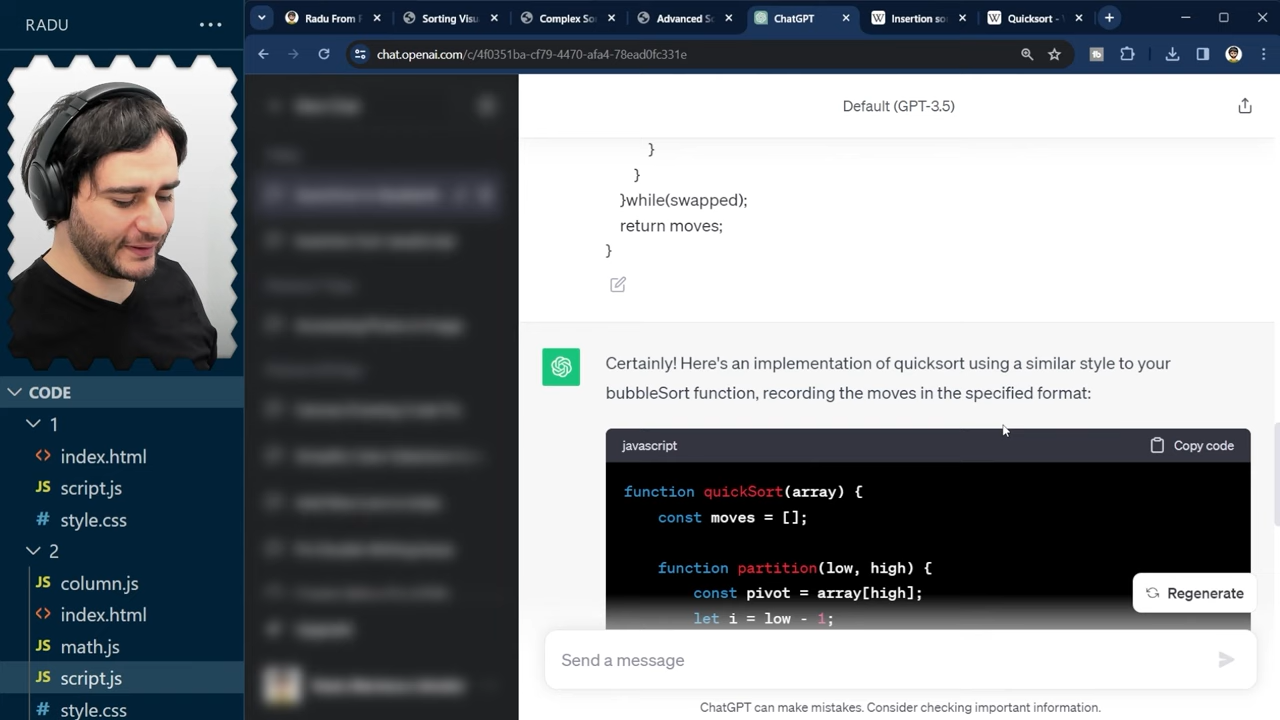 RADU
Radu From R
Sorting Visu
Complex So
Advanced So
ChatGPT
Insertion so
Quicksort -
chat.openai.com/c/4f0351ba-cf79-4470-afa4-78ead0fc331e
Default (GPT-3.5)
}
}
}while(swapped);
return moves;
}
Certainly! Here's an implementation of quicksort using a similar style to your
bubbleSort function, recording the moves in the specified format:
javascript
Copy code
function quickSort(array) {
const moves = [];
function partition(low, high) {
const pivot = array[high];
let i = low - 1;
Regenerate
Send a message
ChatGPT can make mistakes. Consider checking important information.
CODE
1
<> index.html
JS script.js
# style.css
2
JS column.js
<> index.html
JS math.js
JS script.js
# style.css